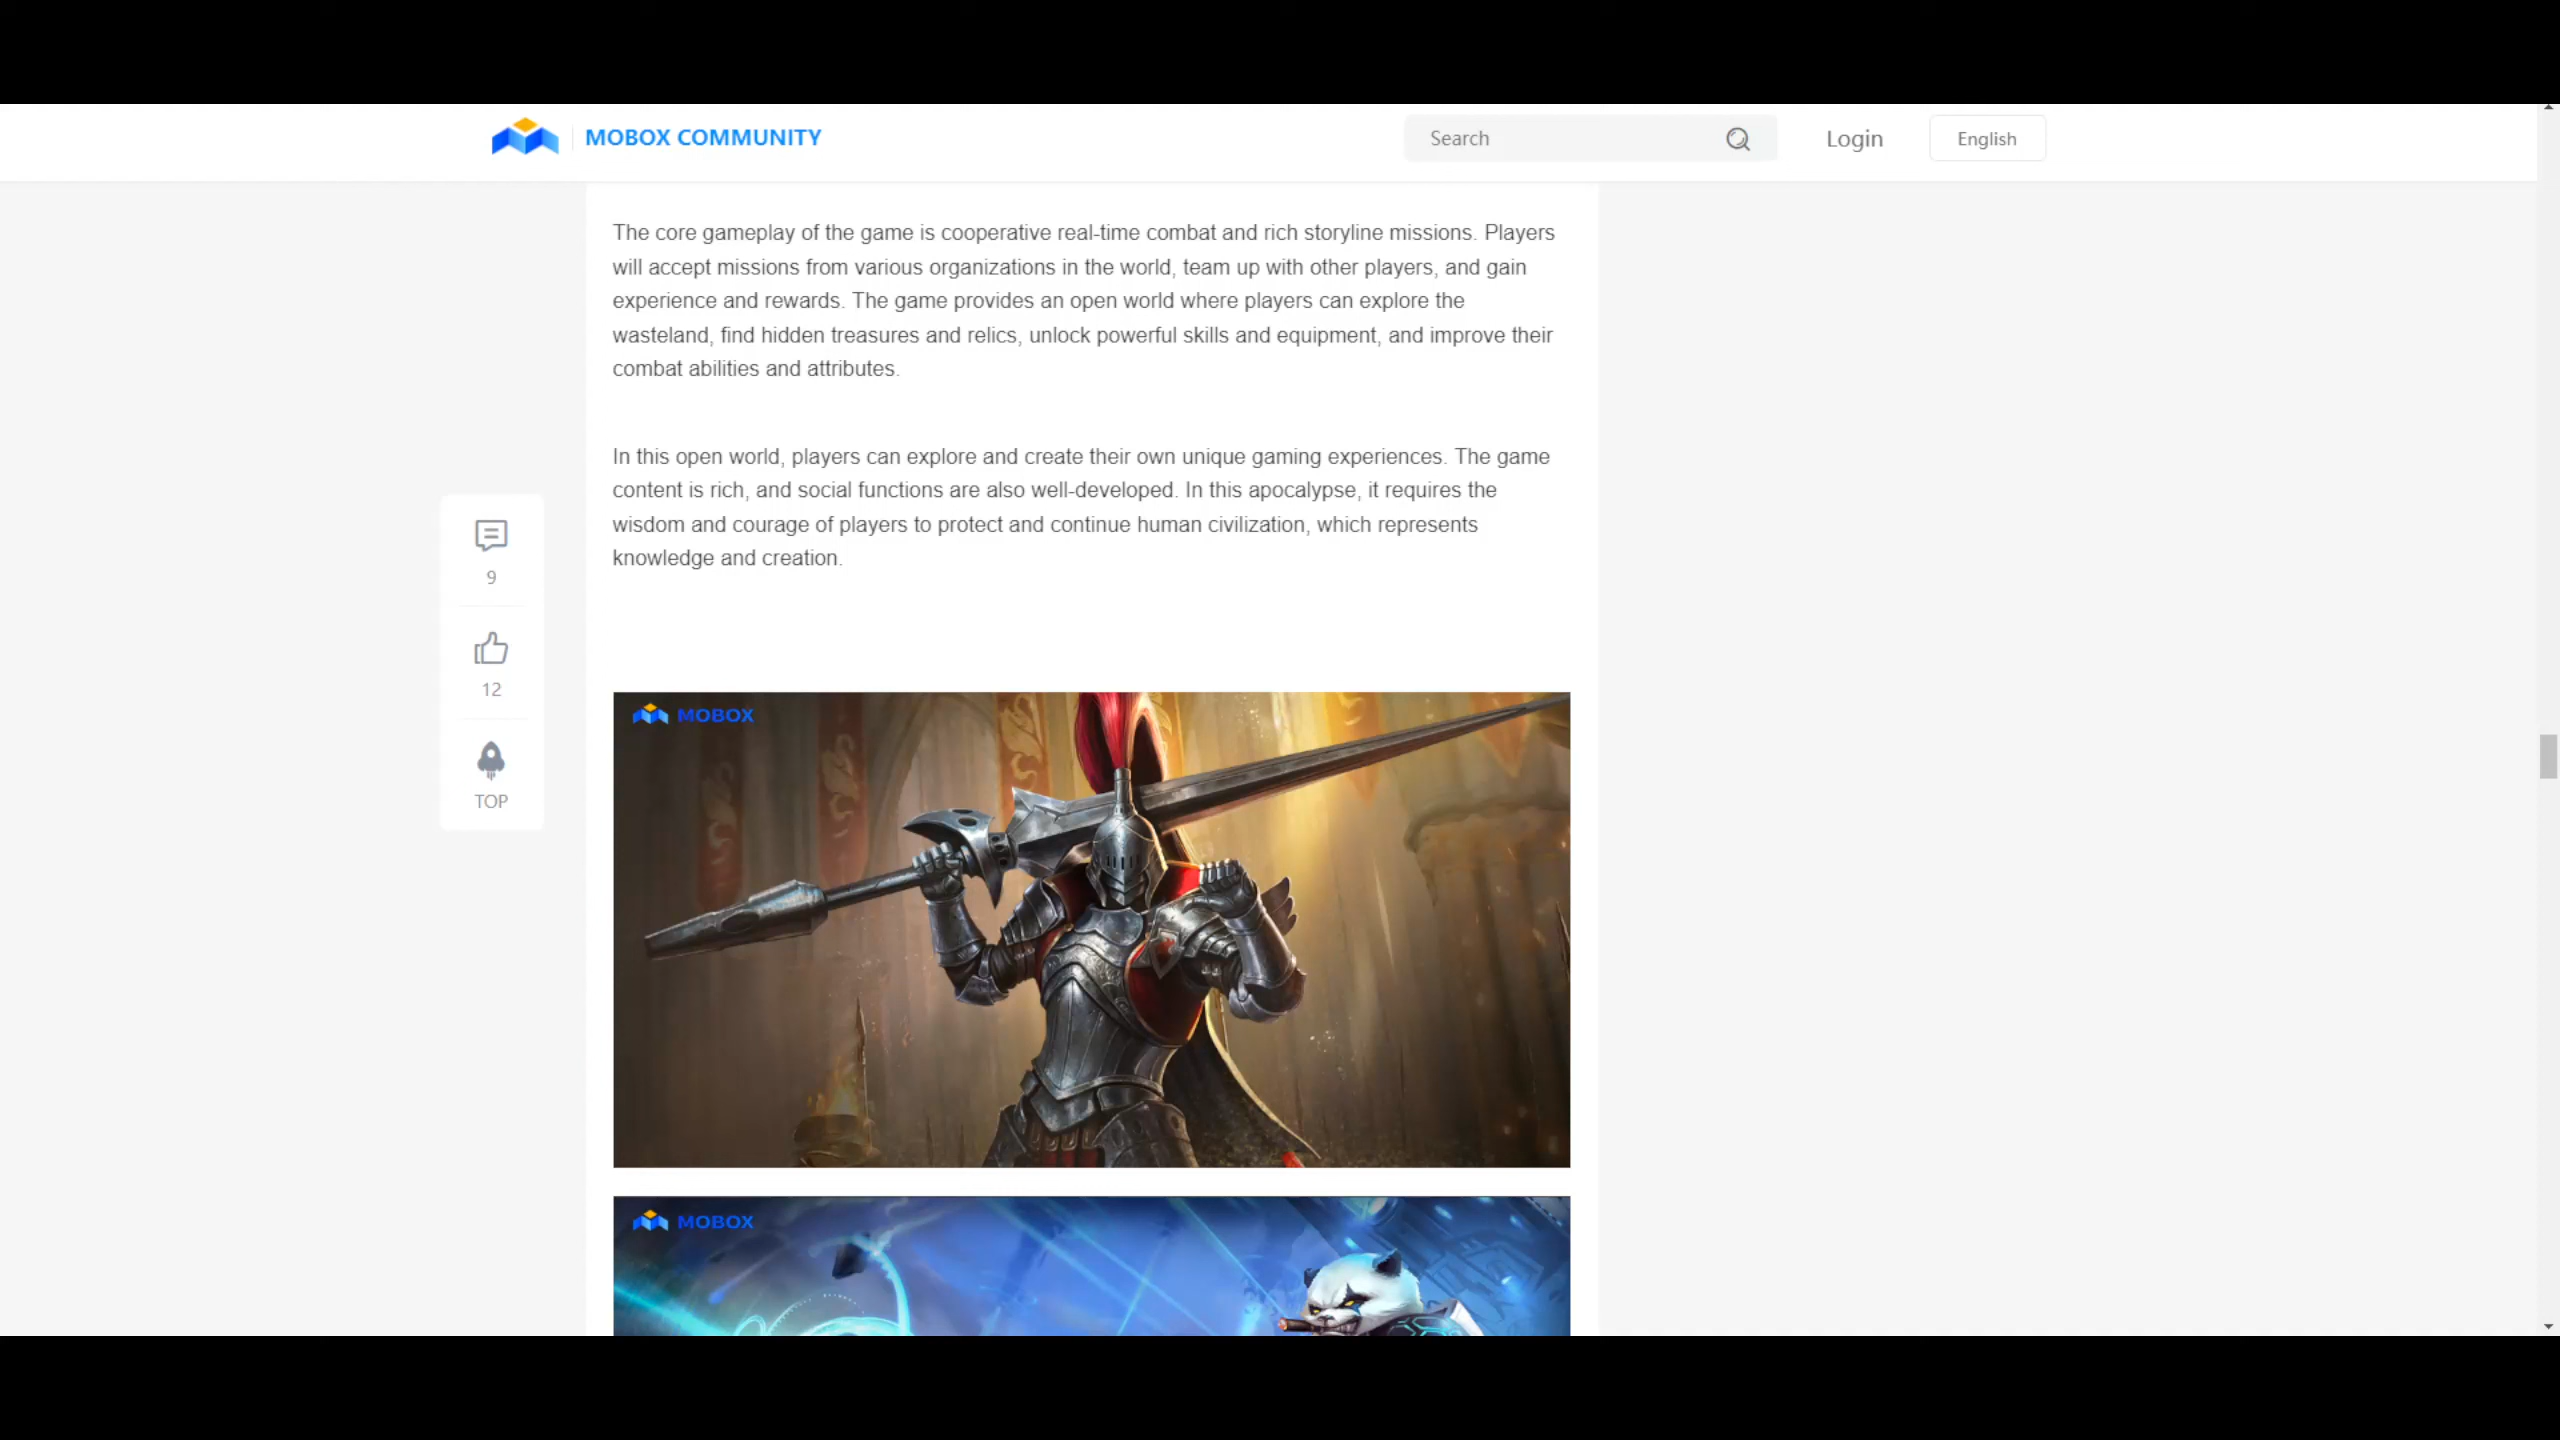 MOBOX COMMUNITY
Search
Login
English
The core gameplay of the game is cooperative real-time combat and rich storyline missions. Players
will accept missions from various organizations in the world, team up with other players, and gain
experience and rewards. The game provides an open world where players can explore the
wasteland, find hidden treasures and relics, unlock powerful skills and equipment, and improve their
combat abilities and attributes.
In this open world, players can explore and create their own unique gaming experiences. The game
content is rich, and social functions are also well-developed. In this apocalypse, it requires the
wisdom and courage of players to protect and continue human civilization, which represents
knowledge and creation.
9
12
TOP
MOBOX
MOBOX